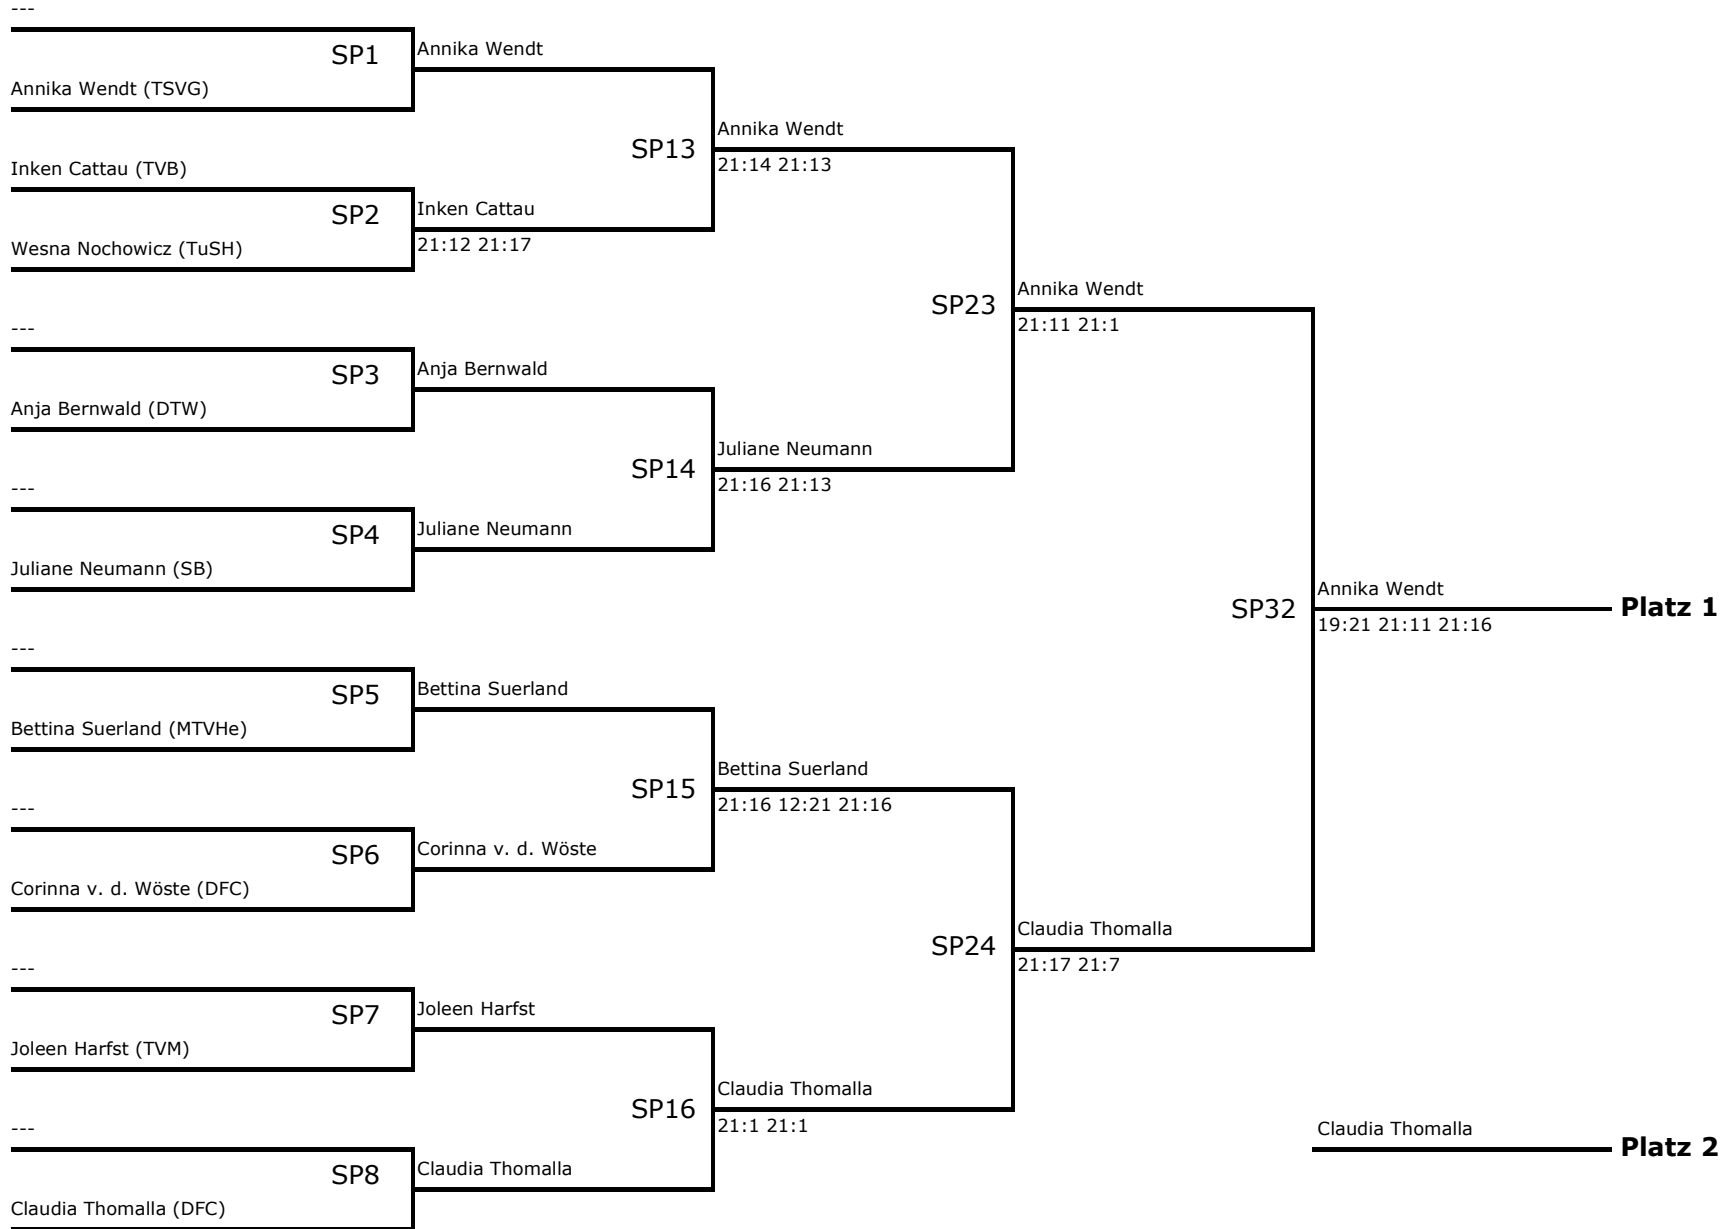 ---
SP1
Annika Wendt
Annika Wendt (TSVG)
Annika Wendt
SP13
21:14 21:13
Inken Cattau (TVB)
SP2
Inken Cattau
Wesna Nochowicz (TuSH)
21:12 21:17
Annika Wendt
SP23
21:11 21:1
---
SP3
Anja Bernwald
Anja Bernwald (DTW)
Juliane Neumann
SP14
21:16 21:13
---
SP4
Juliane Neumann
Juliane Neumann (SB)
Annika Wendt
SP32
Platz 1
19:21 21:11 21:16
---
SP5
Bettina Suerland
Bettina Suerland (MTVHe)
Bettina Suerland
SP15
21:16 12:21 21:16
---
SP6
Corinna v. d. Wöste
Corinna v. d. Wöste (DFC)
Claudia Thomalla
SP24
21:17 21:7
---
SP7
Joleen Harfst
Joleen Harfst (TVM)
Claudia Thomalla
SP16
21:1 21:1
---
SP8
Claudia Thomalla
Claudia Thomalla (DFC)
Claudia Thomalla
Platz 2